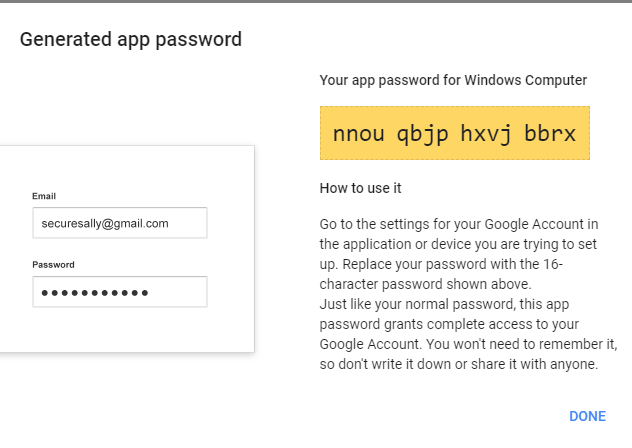 Generated app password
Your app password for Windows Computer
nnou qbjp hxvj bbrx
Email
securesally@gmail.com
Password
●●●●●●●●●●●
How to use it
Go to the settings for your Google Account in
the application or device you are trying to set
up. Replace your password with the 16-
character password shown above.
Just like your normal password, this app
password grants complete access to your
Google Account. You won't need to remember it,
so don't write it down or share it with anyone.
DONE